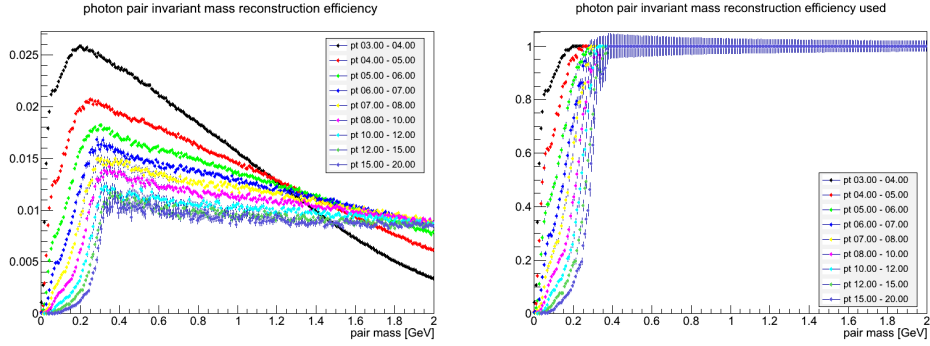 photon pair invariant mass reconstruction efficiency
0.025
0.02
0.015
0.01
0.005
0
0 0.2 0.4 0.6 0.8 1 1.2 1.4 1.6 1.8 2
pair mass [GeV]
pt 03.00 - 04.00
pt 04.00 - 05.00
pt 05.00 - 06.00
pt 06.00 - 07.00
pt 07.00 - 08.00
pt 08.00 - 10.00
pt 10.00 - 12.00
pt 12.00 - 15.00
pt 15.00 - 20.00
photon pair invariant mass reconstruction efficiency used
1
0.8
0.6
0.4
0.2
0
0 0.2 0.4 0.6 0.8 1 1.2 1.4 1.6 1.8 2
pair mass [GeV]
pt 03.00 - 04.00
pt 04.00 - 05.00
pt 05.00 - 06.00
pt 06.00 - 07.00
pt 07.00 - 08.00
pt 08.00 - 10.00
pt 10.00 - 12.00
pt 12.00 - 15.00
pt 15.00 - 20.00